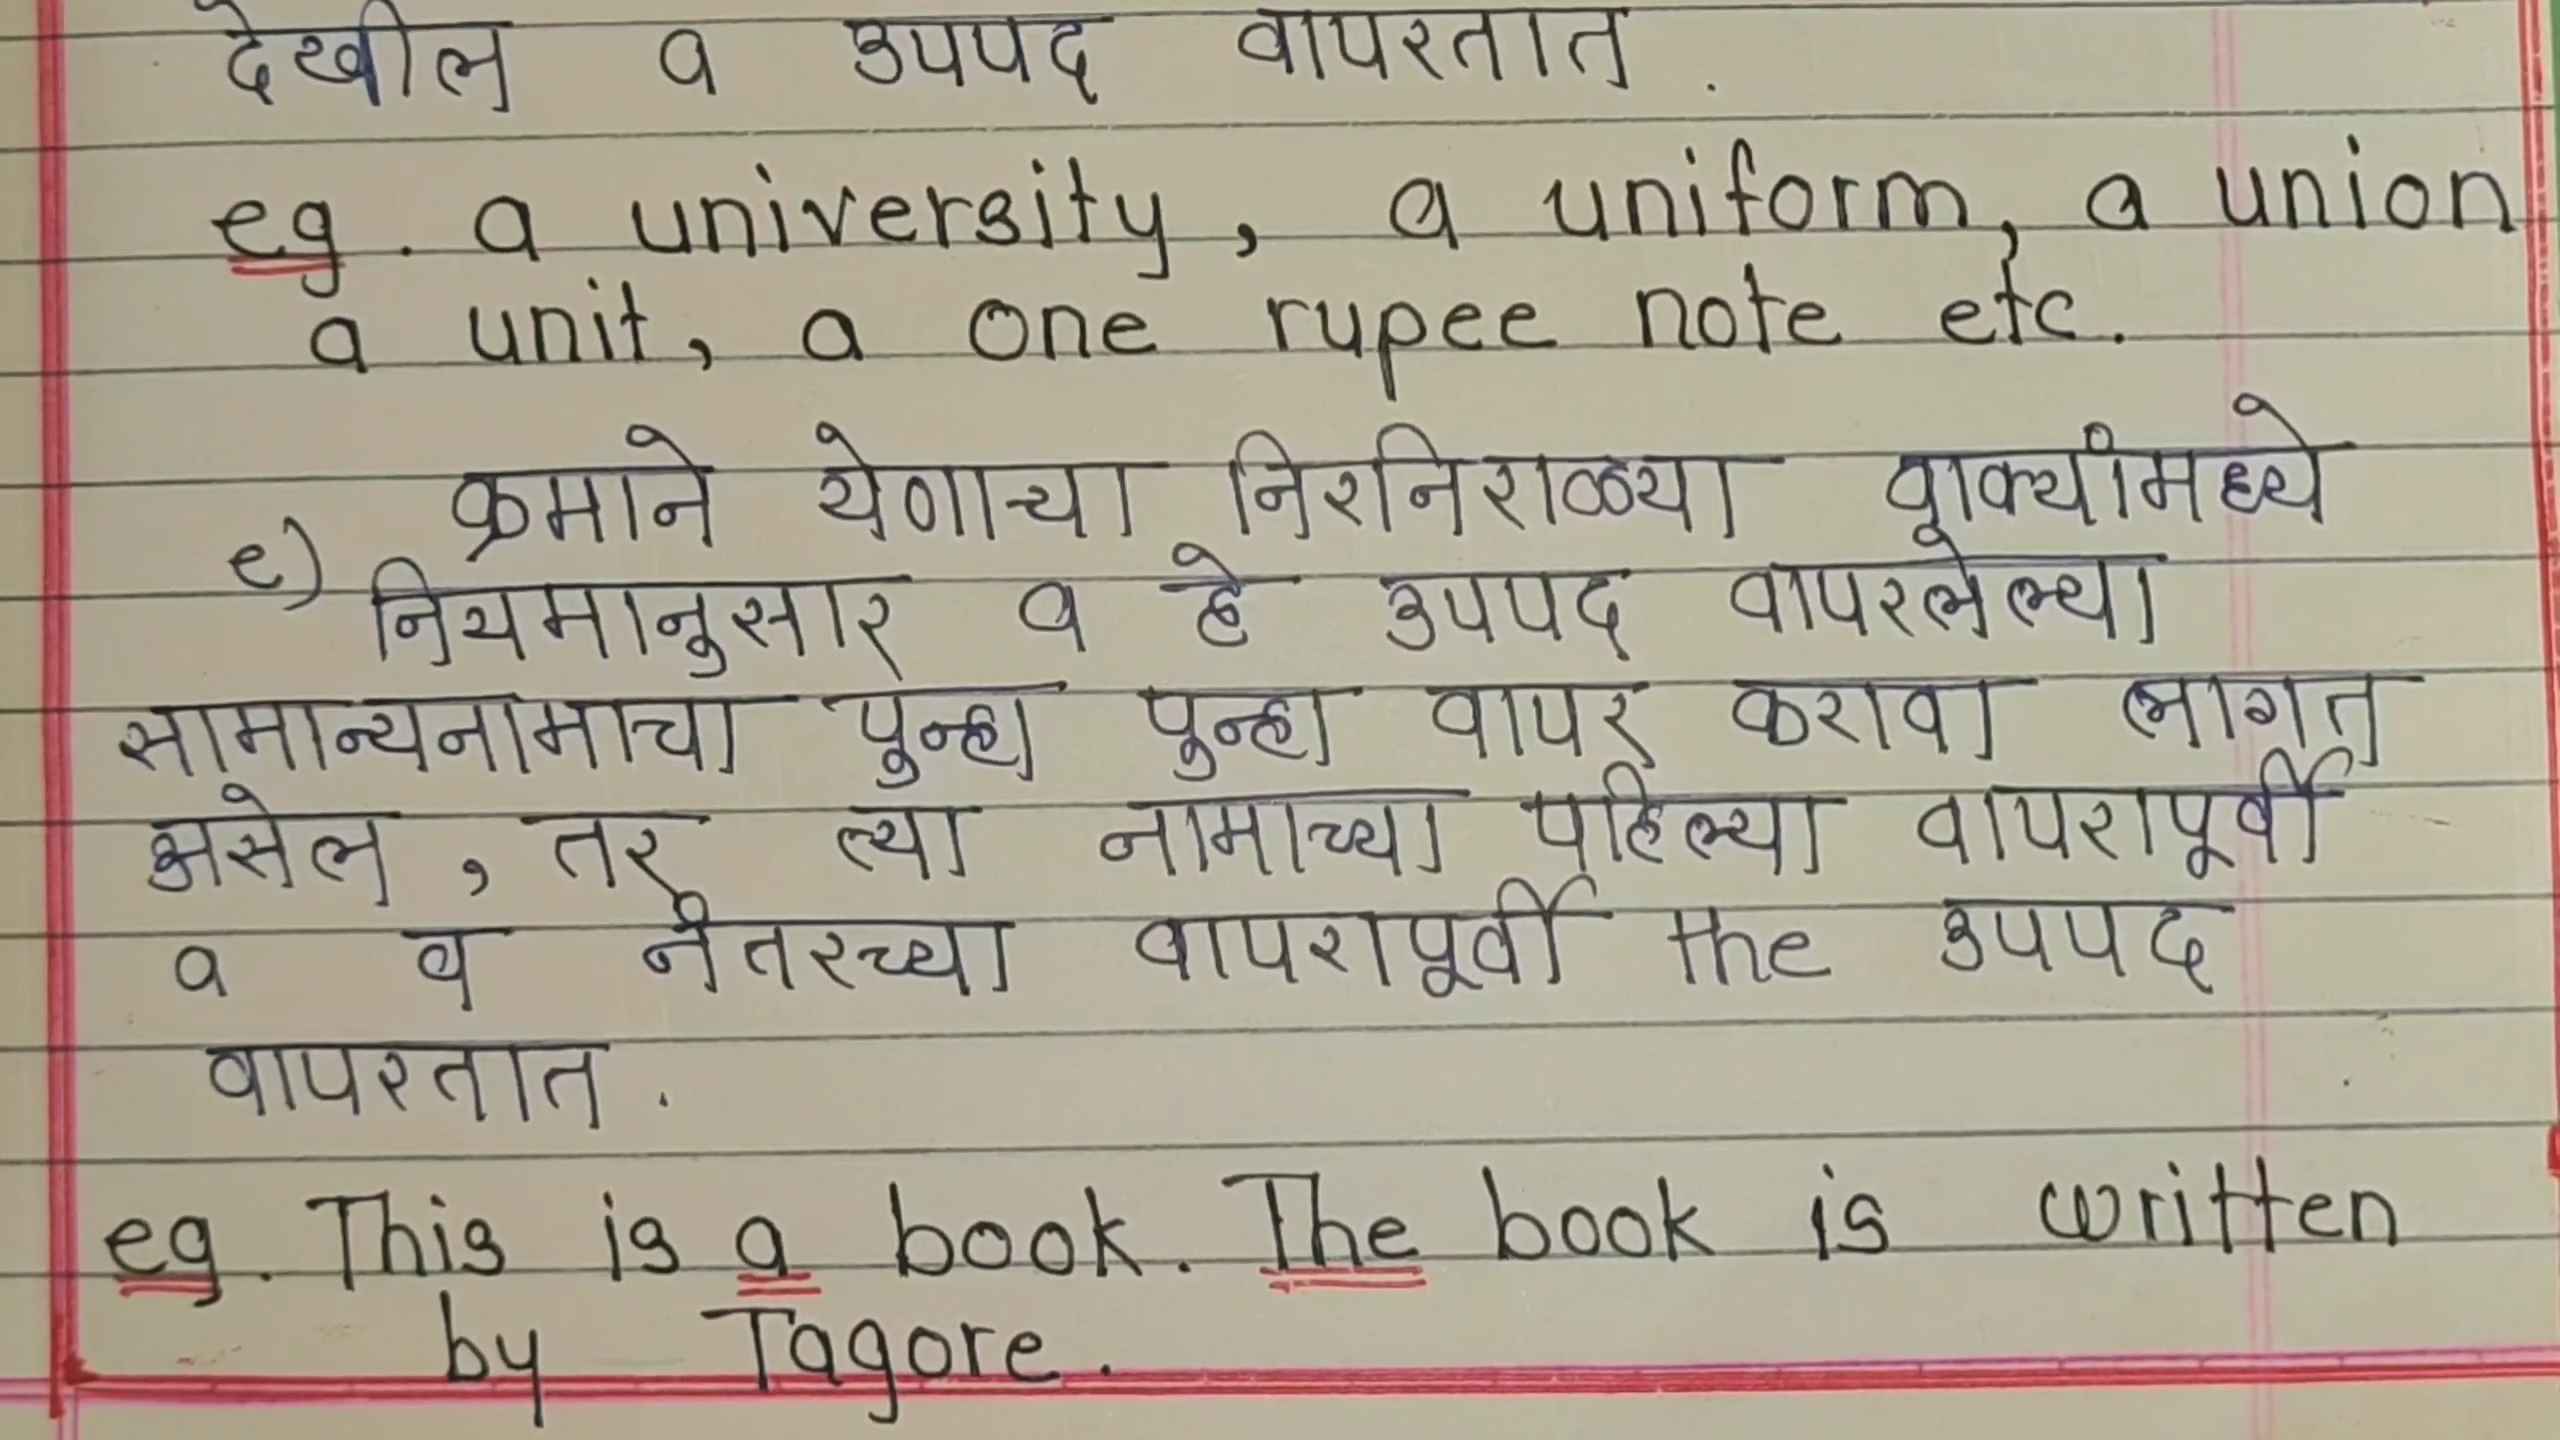 देखील a उपपद वापरतात .
eg. a university, a uniform, a union
a unit, a one rupee note etc.
क्रमाने येणाऱ्या निरनिराळ्या वाक्यांमध्ये
e) नियमानुसार a हे उपपद वापरलेल्या
सामान्यनामाचा पुन्हा पुन्हा वापर करावा लागत
असेल , तर त्या नामाच्या पहिल्या वापरापूर्वी
a व नंतरच्या वापरापूर्वी the उपपद
वापरतात .
eg. This is a book. The book is written
by Tagore.